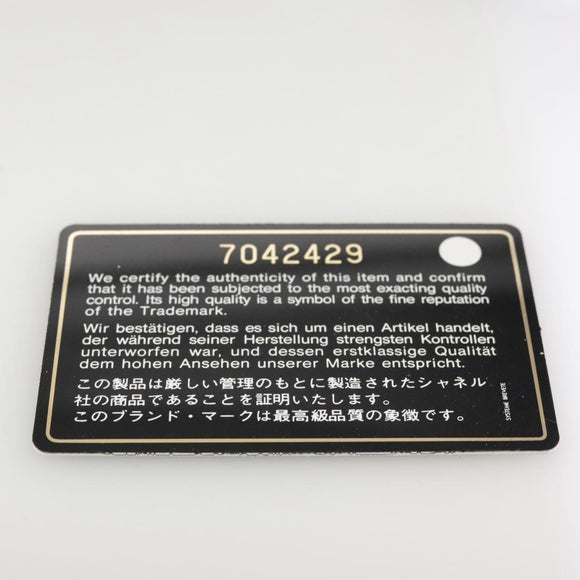 7042429
We certify the authenticity of this item and confirm
that it has been subjected to the most exacting quality
control. Its high quality is a symbol of the fine reputation
of the Trademark.
Wir bestätigen, dass es sich um einen Artikel handelt,
der während seiner Herstellung strengsten Kontrollen
unterworfen war, und dessen erstklassige Qualität
dem hohen Ansehen unserer Marke entspricht.
この製品は厳しい管理のもとに製造されたシャネル
社の商品であることを証明いたします。
このブランド・マークは最高級品質の象徴です。